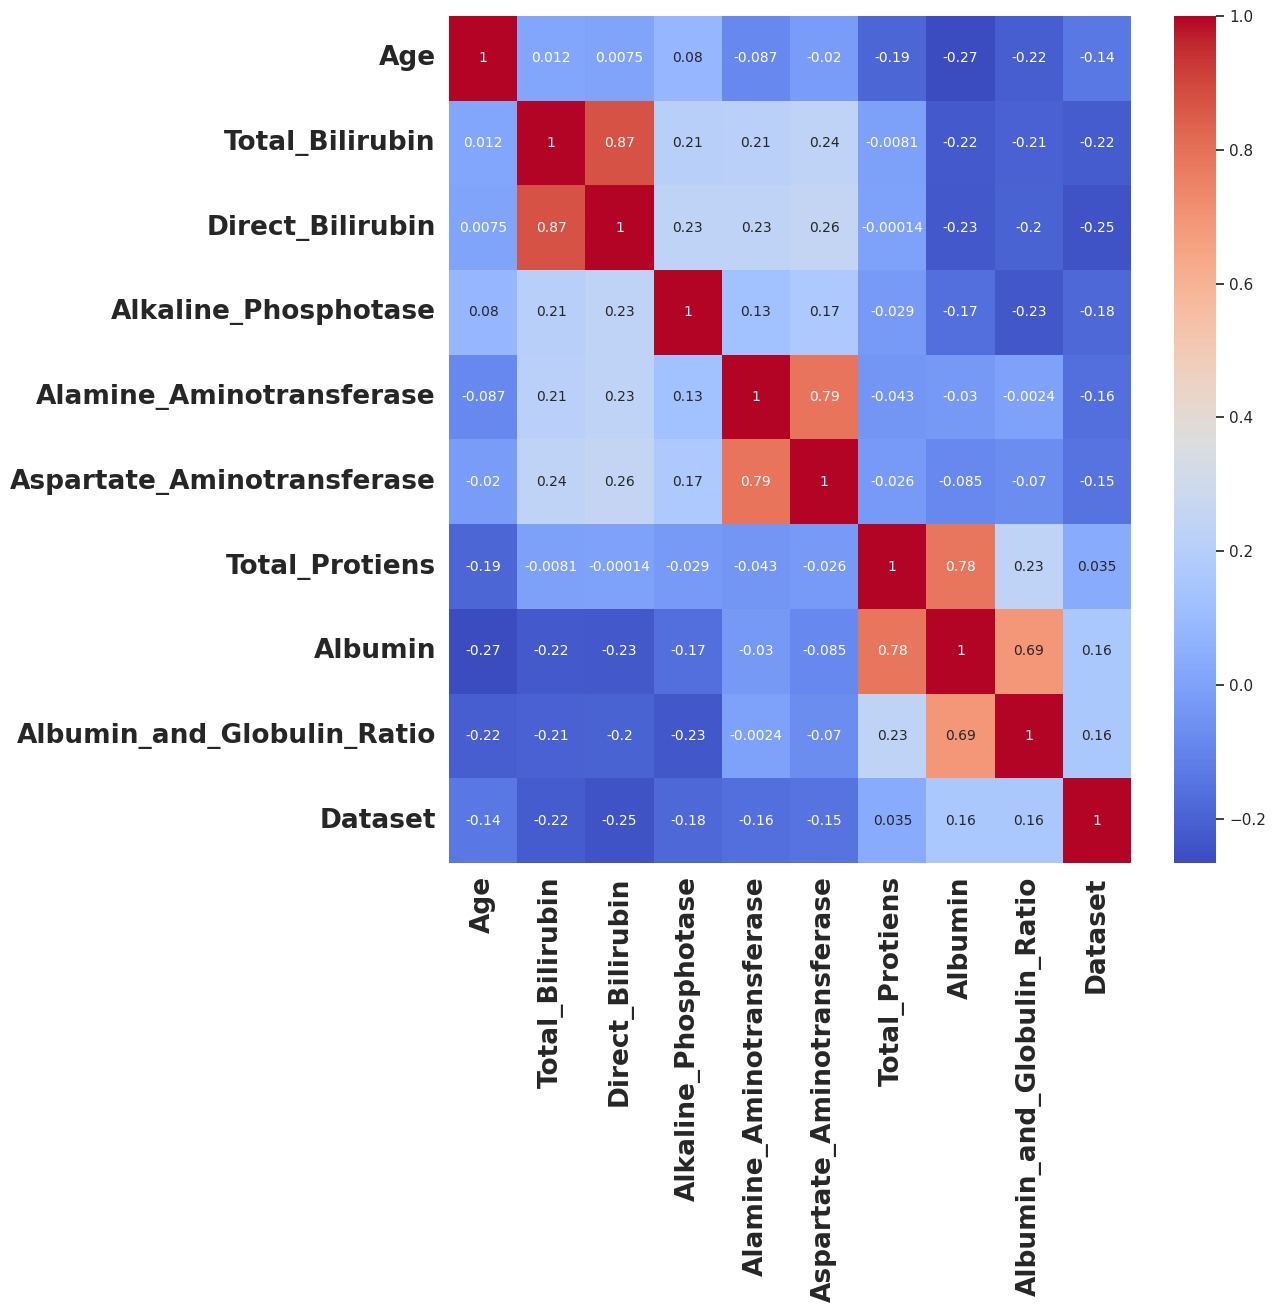 Age 1 0.012 0.0075 0.08 -0.087 -0.02 -0.19 -0.27 -0.22 -0.14
Total_Bilirubin 0.012 1 0.87 0.21 0.21 0.24 -0.0081 -0.22 -0.21 -0.22
Direct_Bilirubin 0.0075 0.87 1 0.23 0.23 0.26 -0.00014 -0.23 -0.2 -0.25
Alkaline_Phosphotase 0.08 0.21 0.23 1 0.13 0.17 -0.029 -0.17 -0.23 -0.18
Alamine_Aminotransferase -0.087 0.21 0.23 0.13 1 0.79 -0.043 -0.03 -0.0024 -0.16
Aspartate_Aminotransferase -0.02 0.24 0.26 0.17 0.79 1 -0.026 -0.085 -0.07 -0.15
Total_Protiens -0.19 -0.0081 -0.00014 -0.029 -0.043 -0.026 1 0.78 0.23 0.035
Albumin -0.27 -0.22 -0.23 -0.17 -0.03 -0.085 0.78 1 0.69 0.16
Albumin_and_Globulin_Ratio -0.22 -0.21 -0.2 -0.23 -0.0024 -0.07 0.23 0.69 1 0.16
Dataset -0.14 -0.22 -0.25 -0.18 -0.16 -0.15 0.035 0.16 0.16 1
Age
Total_Bilirubin
Direct_Bilirubin
Alkaline_Phosphotase
Alamine_Aminotransferase
Aspartate_Aminotransferase
Total_Protiens
Albumin
Albumin_and_Globulin_Ratio
Dataset
1.0
0.8
0.6
0.4
0.2
0.0
−0.2